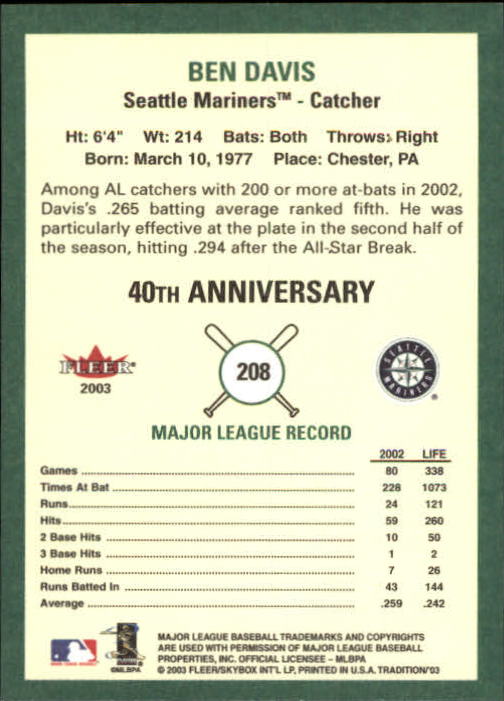 BEN DAVIS
Seattle Mariners™ - Catcher
Ht: 6'4" Wt: 214 Bats: Both Throws: Right
Born: March 10, 1977 Place: Chester, PA
Among AL catchers with 200 or more at-bats in 2002,
Davis's .265 batting average ranked fifth. He was
particularly effective at the plate in the second half of
the season, hitting .294 after the All-Star Break.
40TH ANNIVERSARY
FLEER
2003
208
SEATTLE MARINERS ®
MAJOR LEAGUE RECORD
2002 LIFE
Games 80 338
Times At Bat 228 1073
Runs 24 121
Hits 59 260
2 Base Hits 10 50
3 Base Hits 1 2
Home Runs 7 26
Runs Batted In 43 144
Average .259 .242
MAJOR LEAGUE BASEBALL TRADEMARKS AND COPYRIGHTS
ARE USED WITH PERMISSION OF MAJOR LEAGUE BASEBALL
PROPERTIES, INC. OFFICIAL LICENSEE - MLBPA
© 2003 FLEER/SKYBOX INT'L LP, PRINTED IN U.S.A. TRADITION'03
©MLBPA